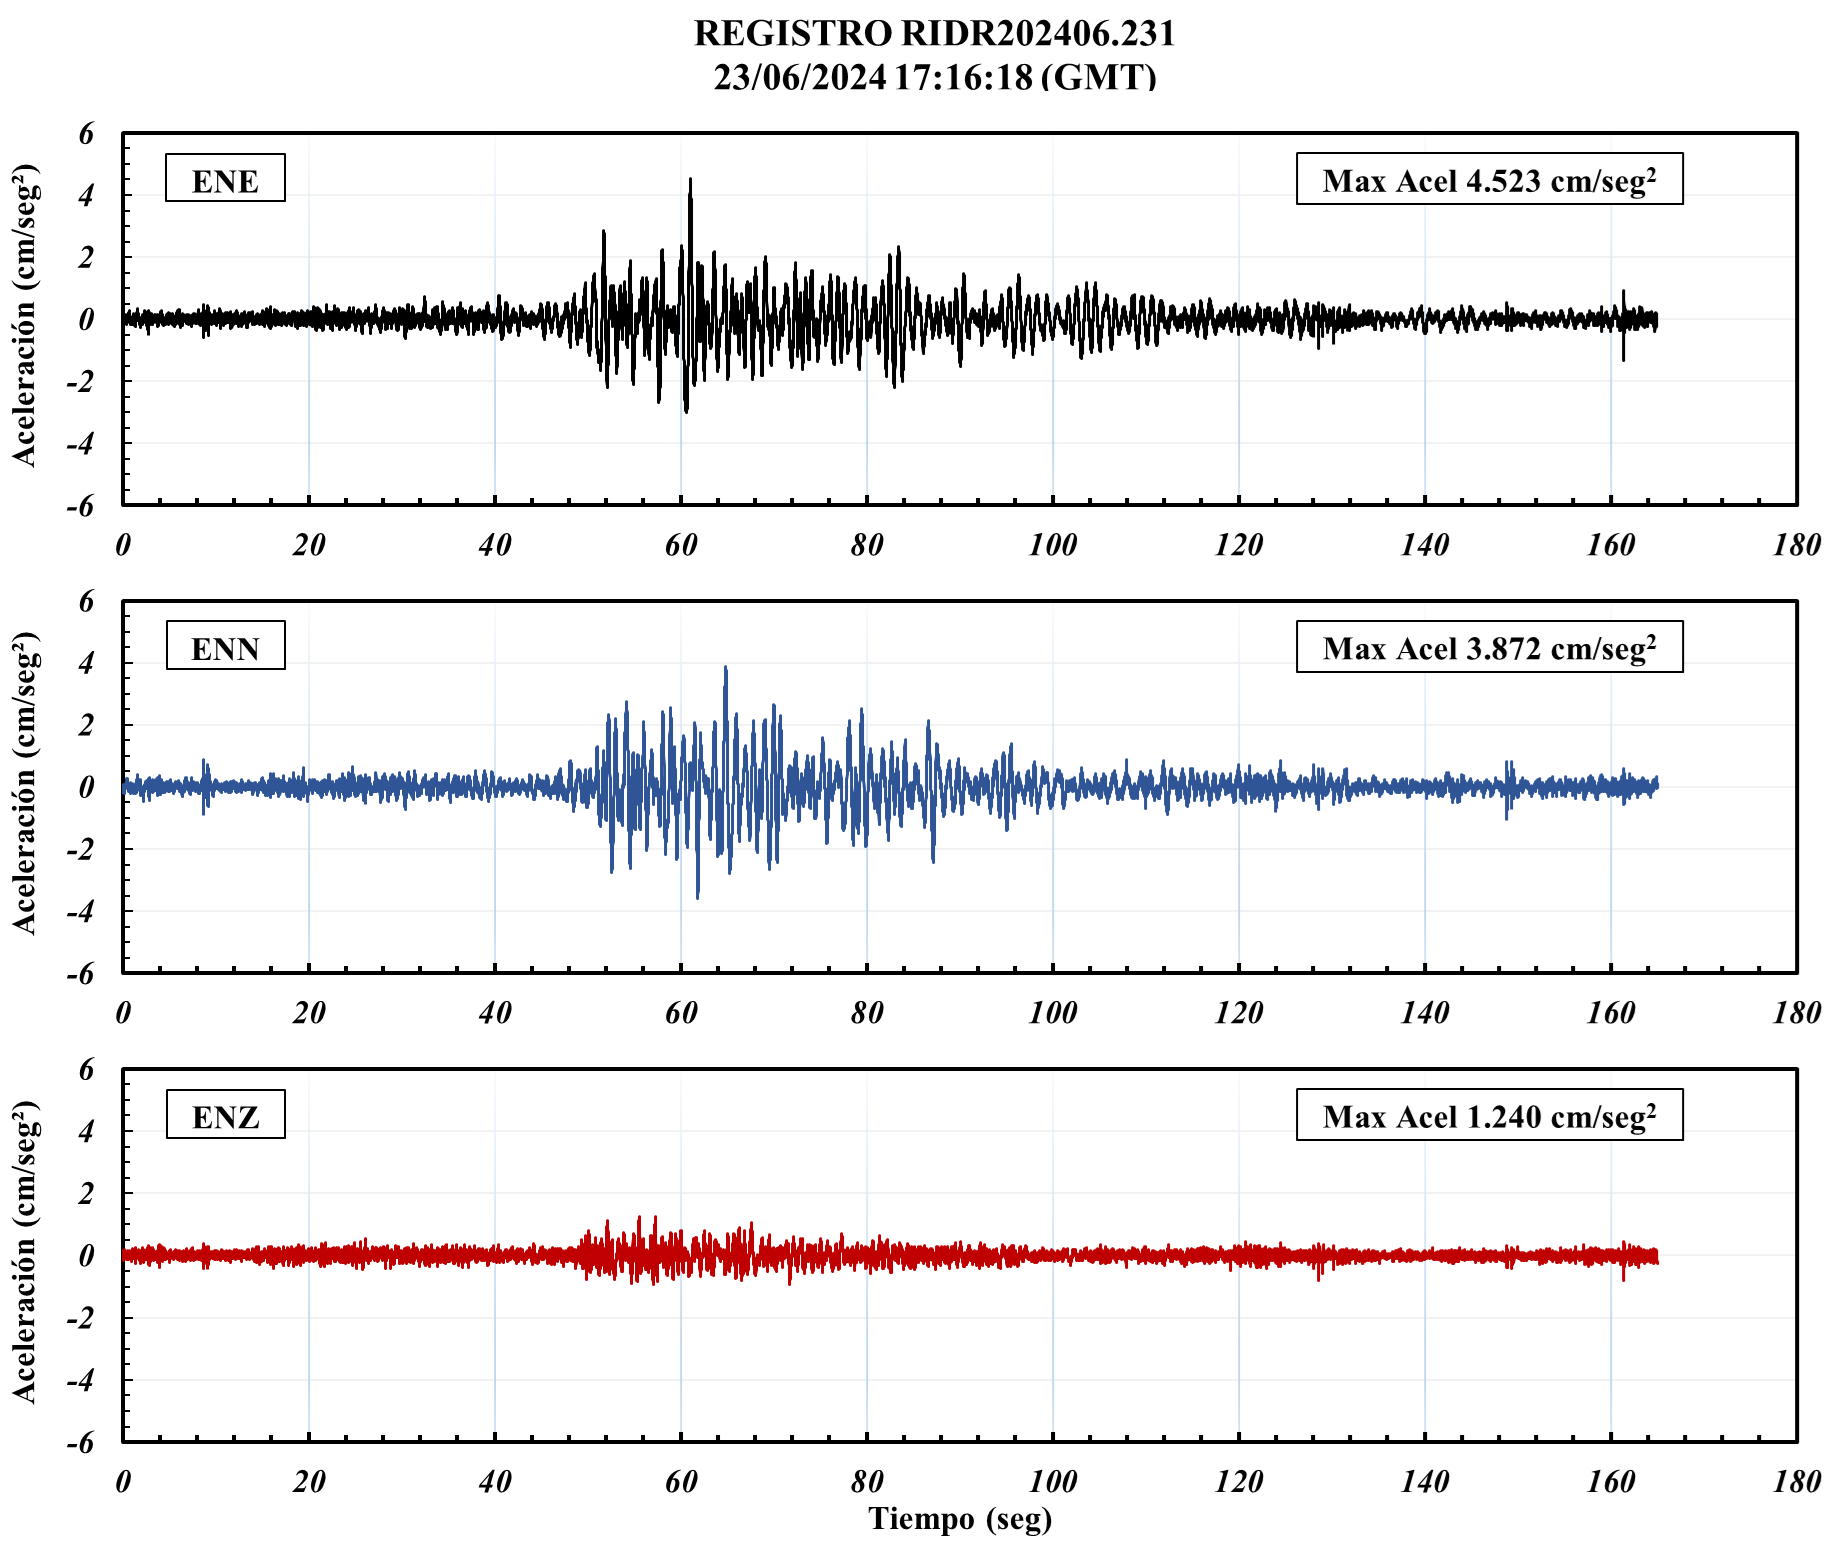 REGISTRO RIDR202406.231
23/06/2024 17:16:18 (GMT)
Aceleración (cm/seg²)
6
4
2
0
-2
-4
-6
ENE
Max Acel 4.523 cm/seg²
0 20 40 60 80 100 120 140 160 180
Aceleración (cm/seg²)
6
4
2
0
-2
-4
-6
ENN
Max Acel 3.872 cm/seg²
0 20 40 60 80 100 120 140 160 180
Aceleración (cm/seg²)
6
4
2
0
-2
-4
-6
ENZ
Max Acel 1.240 cm/seg²
0 20 40 60 80 100 120 140 160 180
Tiempo (seg)